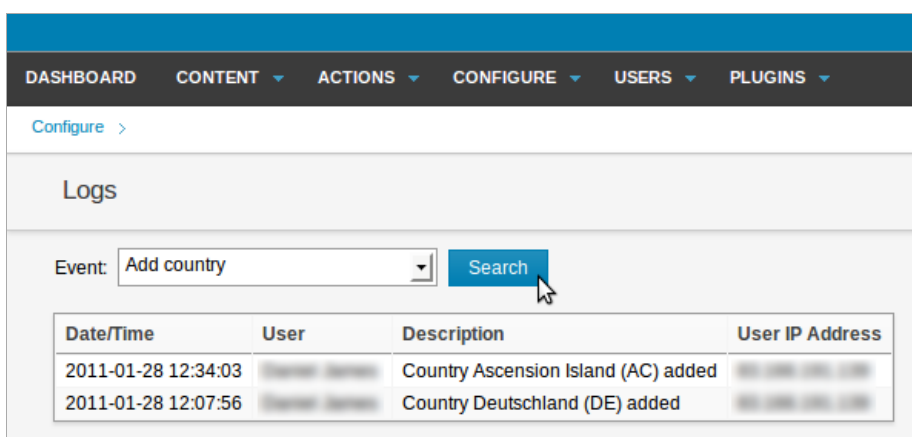 DASHBOARD CONTENT ACTIONS CONFIGURE USERS PLUGINS
Configure >
Logs
Event: Add country Search
Date/Time User Description User IP Address
2011-01-28 12:34:03 Country Ascension Island (AC) added
2011-01-28 12:07:56 Country Deutschland (DE) added